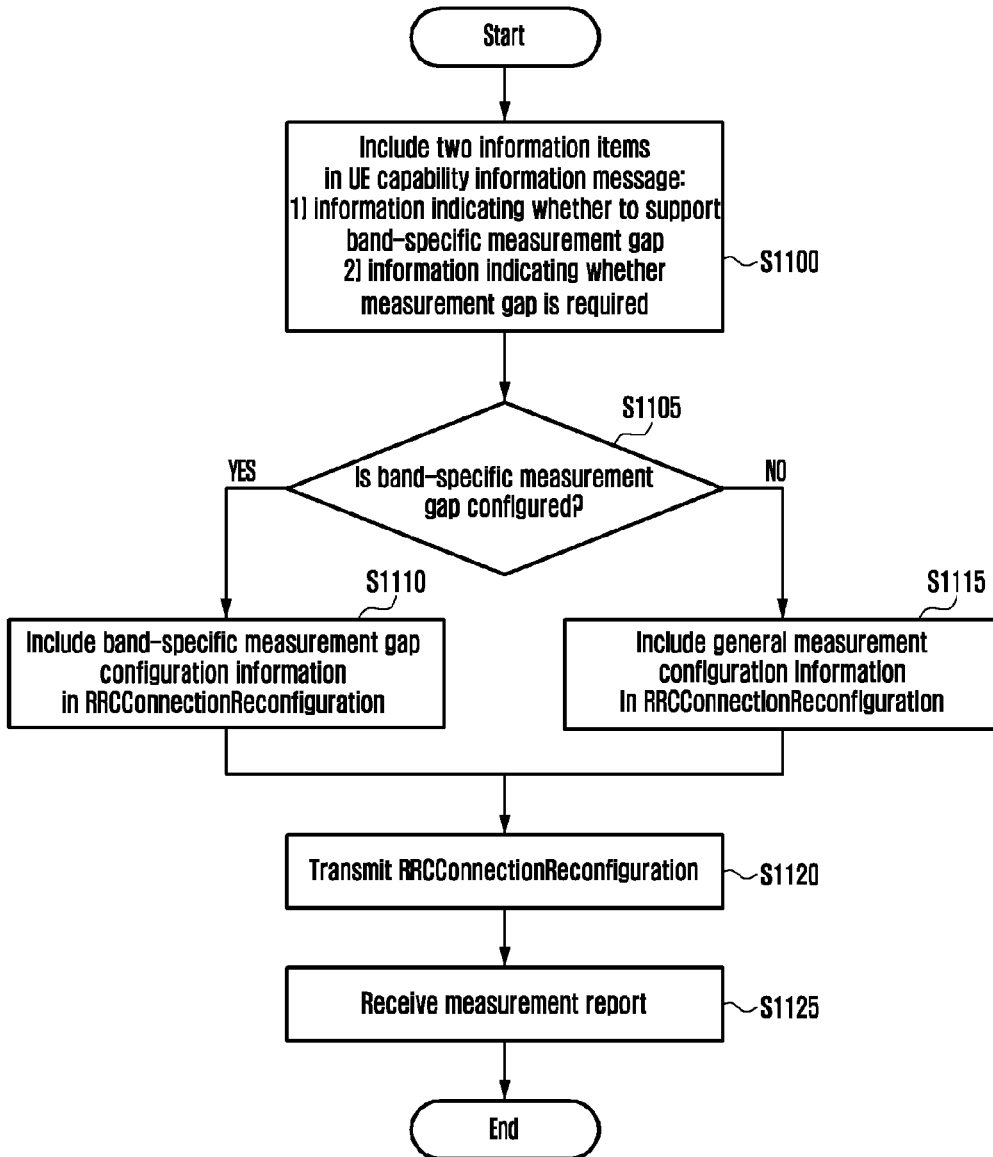 Start
Include two information items
in UE capability information message:
1) information indicating whether to support
band-specific measurement gap
2) information indicating whether
measurement gap is required
S1100
S1105
YES
Is band-specific measurement
gap configured?
NO
S1110
Include band-specific measurement gap
configuration information
in RRCConnectionReconfiguration
S1115
Include general measurement
configuration information
in RRCConnectionReconfiguration
Transmit RRCConnectionReconfiguration
S1120
Receive measurement report
S1125
End